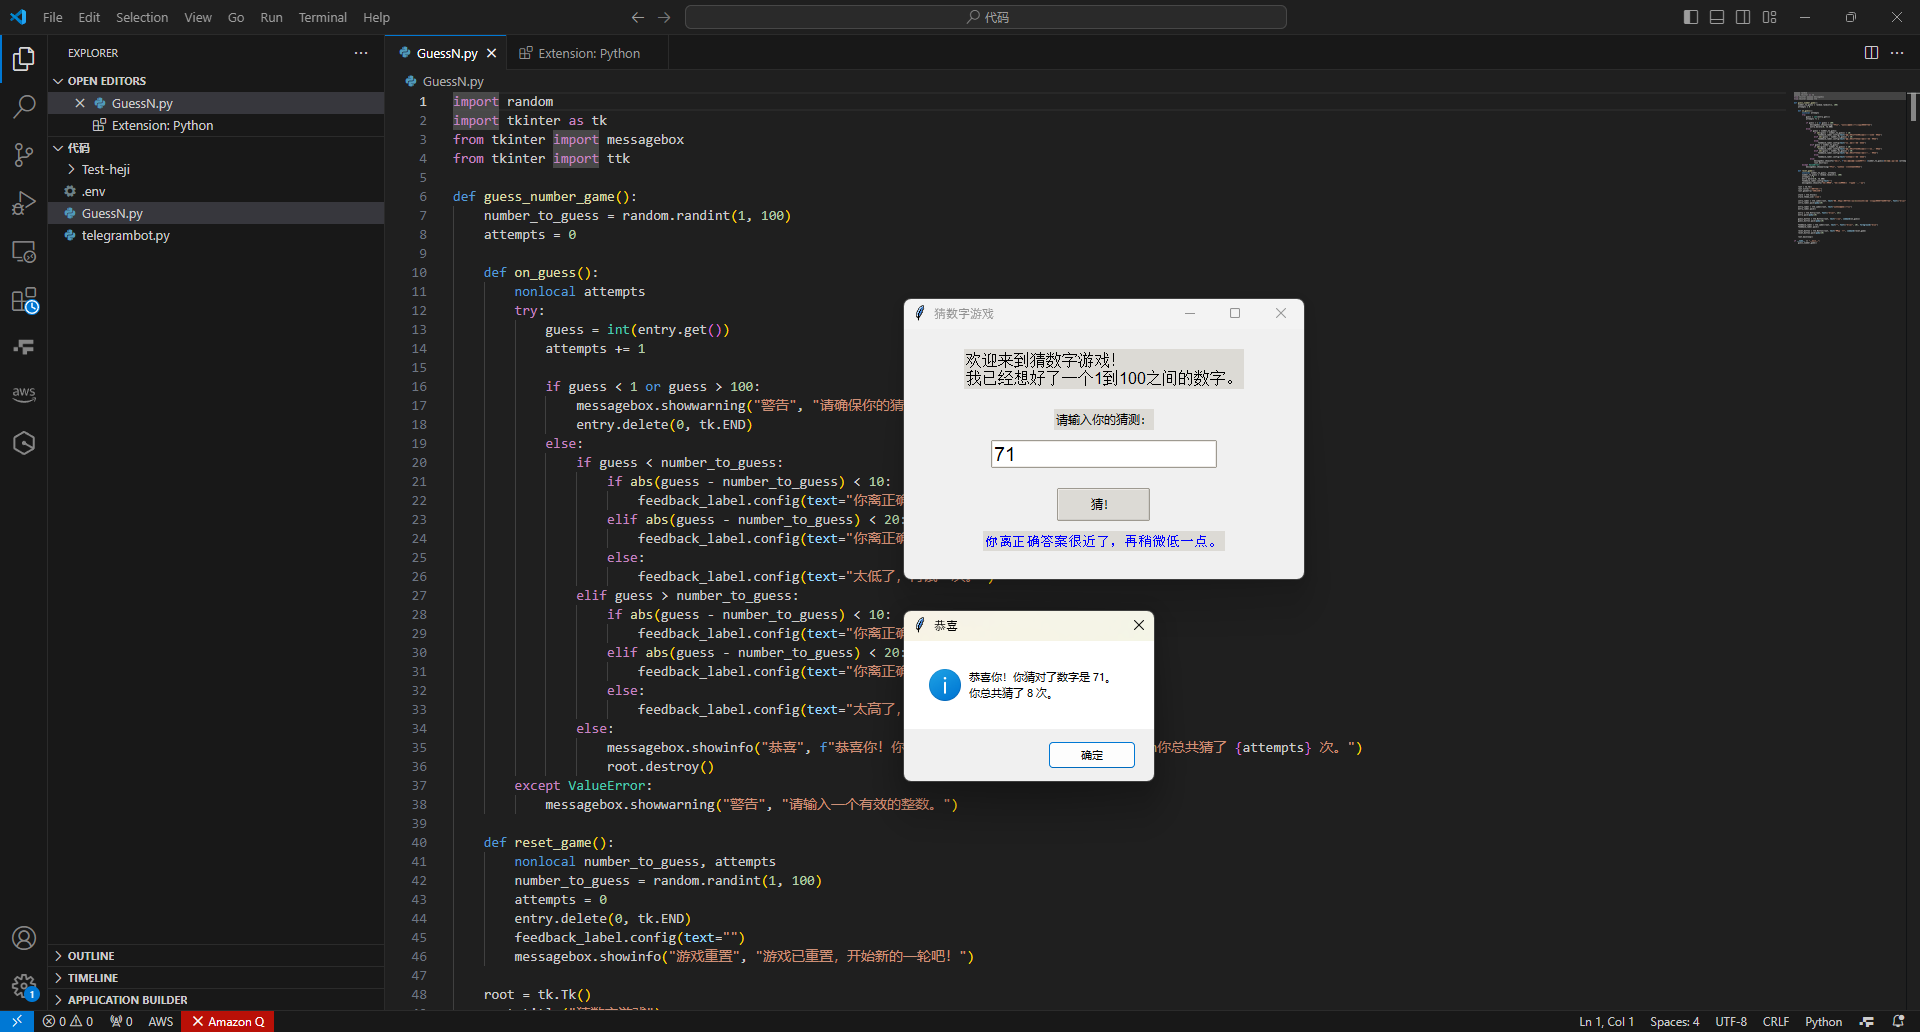 File Edit Selection View Go Run Terminal Help
代码
EXPLORER
OPEN EDITORS
GuessN.py
Extension: Python
代码
Test-heji
.env
GuessN.py
telegrambot.py
OUTLINE
TIMELINE
APPLICATION BUILDER
aws
1
GuessN.py
Extension: Python
GuessN.py
1 import random
2 import tkinter as tk
3 from tkinter import messagebox
4 from tkinter import ttk
5
6 def guess_number_game():
7 number_to_guess = random.randint(1, 100)
8 attempts = 0
9
10 def on_guess():
11 nonlocal attempts
12 try:
13 guess = int(entry.get())
14 attempts += 1
15
16 if guess < 1 or guess > 100:
17 messagebox.showwarning("警告", "请确保你的猜
18 entry.delete(0, tk.END)
19 else:
20 if guess < number_to_guess:
21 if abs(guess - number_to_guess) < 10:
22 feedback_label.config(text="你离正确
23 elif abs(guess - number_to_guess) < 20:
24 feedback_label.config(text="你离正确
25 else:
26 feedback_label.config(text="太低了，
27 elif guess > number_to_guess:
28 if abs(guess - number_to_guess) < 10:
29 feedback_label.config(text="你离正确
30 elif abs(guess - number_to_guess) < 20:
31 feedback_label.config(text="你离正确
32 else:
33 feedback_label.config(text="太高了，
34 else:
35 messagebox.showinfo("恭喜", f"恭喜你！你 你总共猜了 {attempts} 次。")
36 root.destroy()
37 except ValueError:
38 messagebox.showwarning("警告", "请输入一个有效的整数。")
39
40 def reset_game():
41 nonlocal number_to_guess, attempts
42 number_to_guess = random.randint(1, 100)
43 attempts = 0
44 entry.delete(0, tk.END)
45 feedback_label.config(text="")
46 messagebox.showinfo("游戏重置", "游戏已重置，开始新的一轮吧！")
47
48 root = tk.Tk()
猜数字游戏
欢迎来到猜数字游戏！
我已经想好了一个1到100之间的数字。
请输入你的猜测：
71
猜！
你离正确答案很近了，再稍微低一点。
恭喜
恭喜你！你猜对了数字是 71。
你总共猜了 8 次。
确定
0 0 0 AWS Amazon Q Ln 1, Col 1 Spaces: 4 UTF-8 CRLF Python